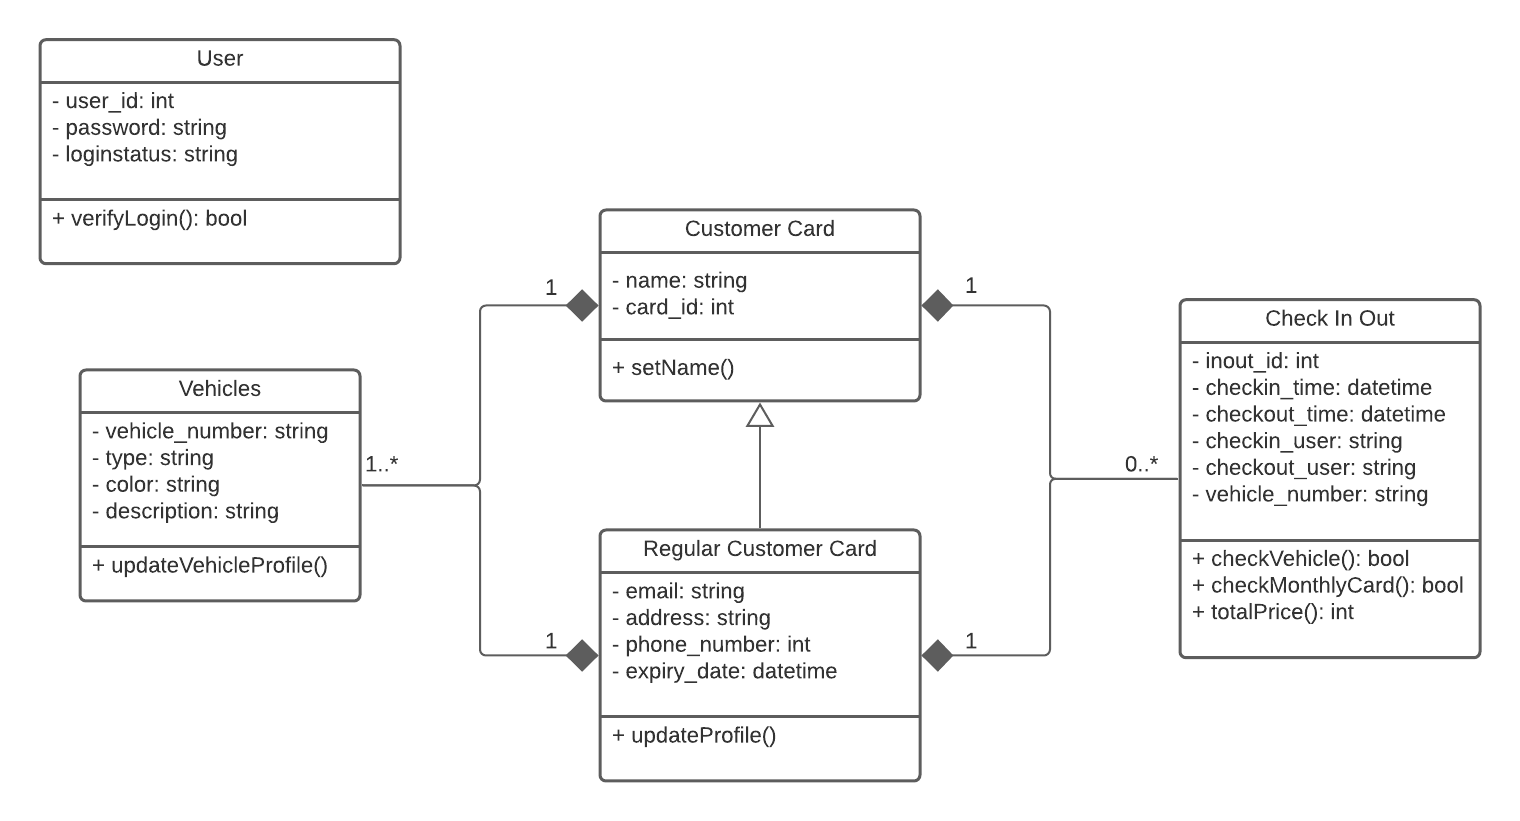 User
- user_id: int
- password: string
- loginstatus: string
+ verifyLogin(): bool
Customer Card
- name: string
- card_id: int
+ setName()
1
1
Vehicles
- vehicle_number: string
- type: string
- color: string
- description: string
+ updateVehicleProfile()
1..*
0..*
Check In Out
- inout_id: int
- checkin_time: datetime
- checkout_time: datetime
- checkin_user: string
- checkout_user: string
- vehicle_number: string
+ checkVehicle(): bool
+ checkMonthlyCard(): bool
+ totalPrice(): int
Regular Customer Card
- email: string
- address: string
- phone_number: int
- expiry_date: datetime
+ updateProfile()
1
1